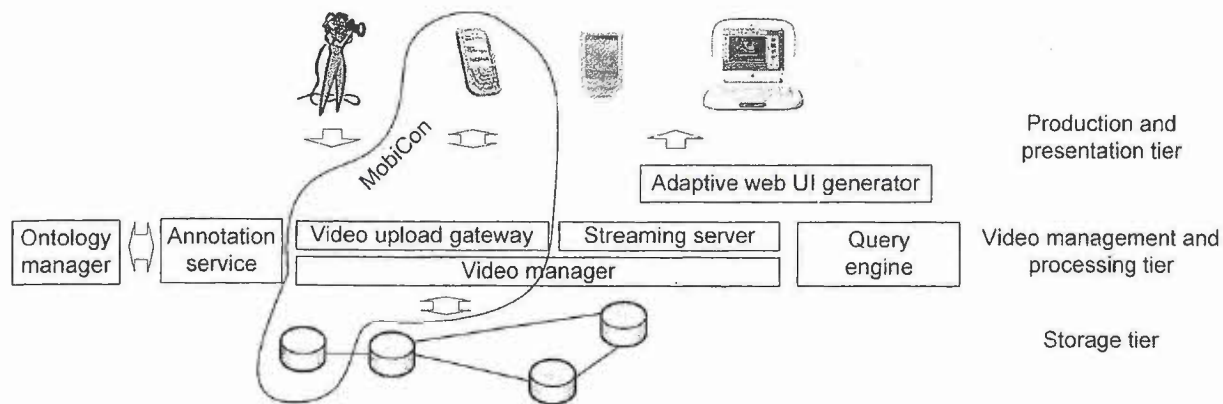 MobiCon
Production and
presentation tier
Adaptive web UI generator
Ontology
manager
Annotation
service
Video upload gateway
Streaming server
Video manager
Query
engine
Video management and
processing tier
Storage tier